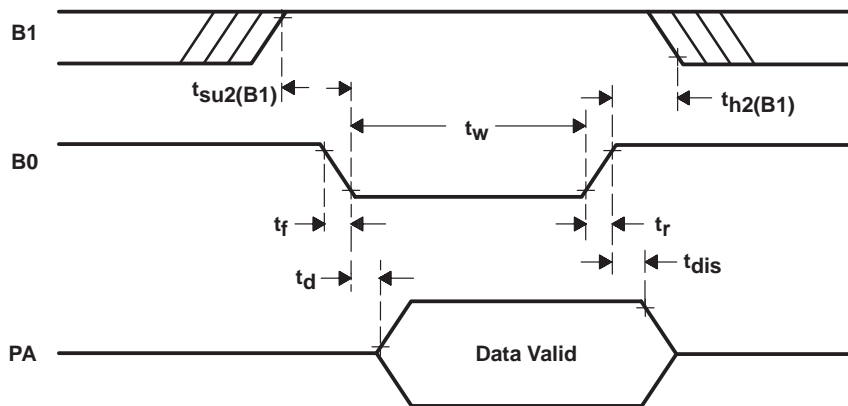 B1
tsu2(B1)
th2(B1)
tw
B0
tf
tr
td
tdis
PA
Data Valid